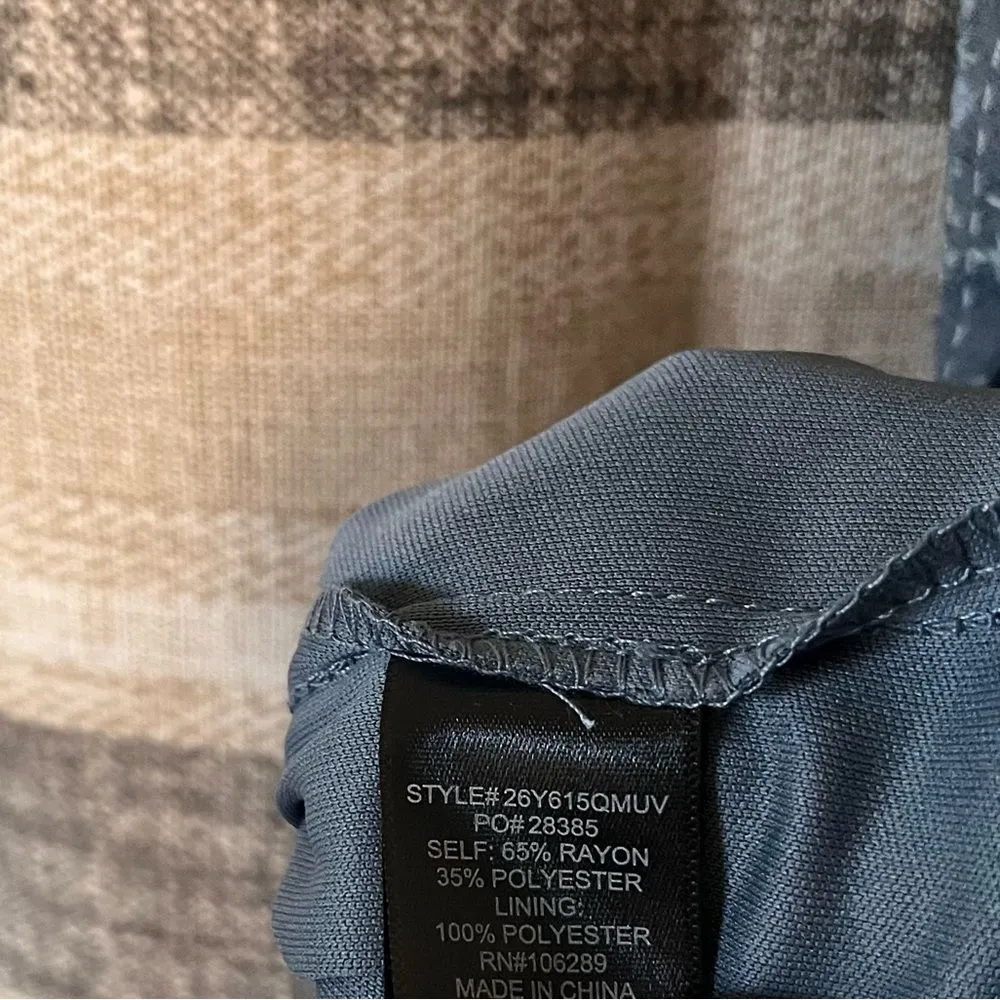 STYLE# 26Y615QMUV
PO# 28385
SELF: 65% RAYON
35% POLYESTER
LINING:
100% POLYESTER
RN#106289
MADE IN CHINA